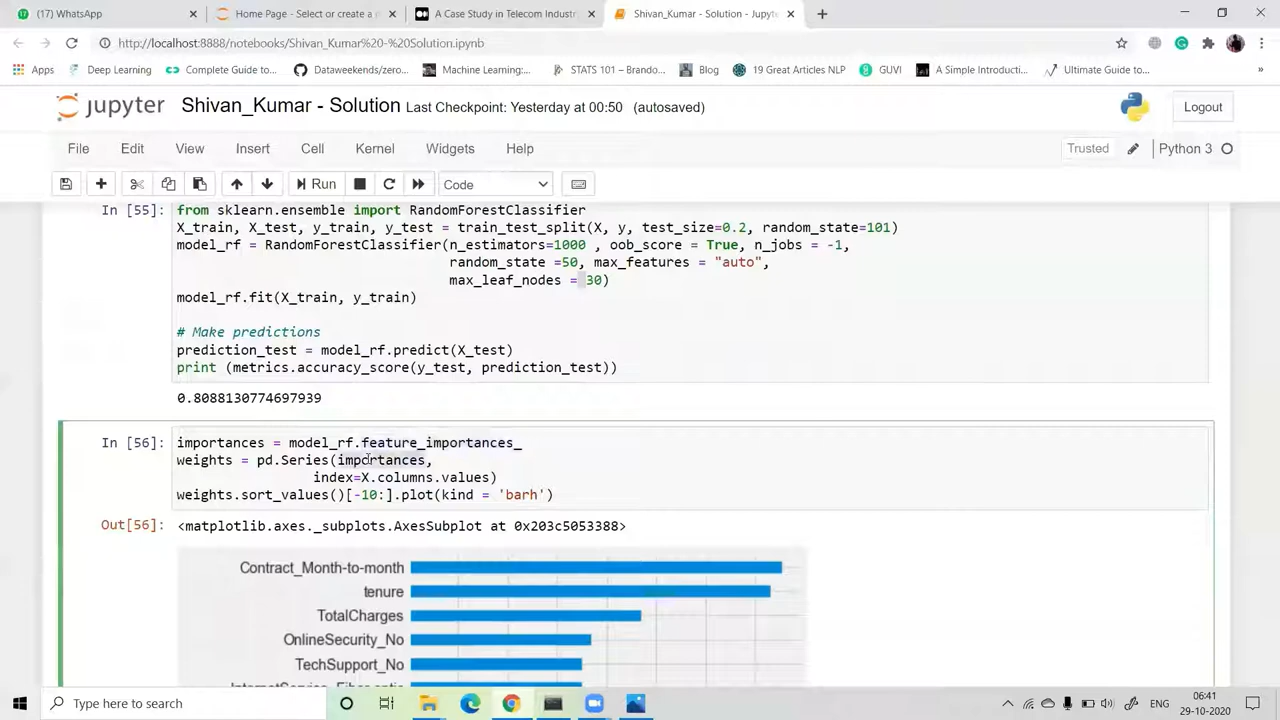 WhatsApp
Home Page - Select or create a
A Case Study in Telecom Industr
Shivan_Kumar - Solution - Jupyte
http://localhost:8888/notebooks/Shivan_Kumar%20-%20Solution.ipynb
Apps
Deep Learning
Complete Guide to...
Dataweekends/zero...
Machine Learning:...
STATS 101 – Brando...
Blog
19 Great Articles NLP
GUVI
A Simple Introducti...
Ultimate Guide to...
»
jupyter
Shivan_Kumar - Solution Last Checkpoint: Yesterday at 00:50 (autosaved)
Logout
File Edit View Insert Cell Kernel Widgets Help
Trusted
Python 3
Run
Code
In [55]:
from sklearn.ensemble import RandomForestClassifier
X_train, X_test, y_train, y_test = train_test_split(X, y, test_size=0.2, random_state=101)
model_rf = RandomForestClassifier(n_estimators=1000 , oob_score = True, n_jobs = -1,
random_state =50, max_features = "auto",
max_leaf_nodes = 30)
model_rf.fit(X_train, y_train)
# Make predictions
prediction_test = model_rf.predict(X_test)
print (metrics.accuracy_score(y_test, prediction_test))
0.8088130774697939
In [56]:
importances = model_rf.feature_importances_
weights = pd.Series(importances,
index=X.columns.values)
weights.sort_values()[-10:].plot(kind = 'barh')
Out[56]:
<matplotlib.axes._subplots.AxesSubplot at 0x203c5053388>
Contract_Month-to-month
tenure
TotalCharges
OnlineSecurity_No
TechSupport_No
Type here to search
ENG
06:41
29-10-2020